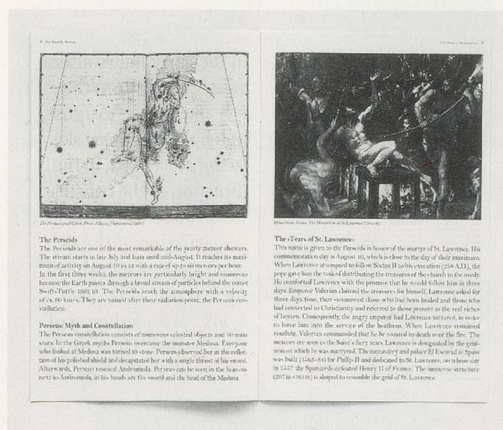 The Perseids
The Perseids are one of the most remarkable of the yearly meteor showers.
The stream starts in late July and lasts until mid-August. It reaches its maxi-
mum of activity on August 10 to 12 with a rate of up to 90 meteors per hour.
In the first three weeks, the meteors are particularly bright and numerous
because the Earth passes through a broad stream of particles behind the comet
Swift-Tuttle The Perseids reach the atmosphere with a velocity
of ca. 60 km/s. They are named after their radiation point, the Perseus con-
stellation.
Perseus: Myth and Constellation
The Perseus constellation consists of numerous celestial objects and 10 main
stars. In the Greek myths Perseus overcame the monster Medusa. Everyone
who looked at Medusa was turned to stone. Perseus observed her in the reflec-
tion of his polished shield and decapitated her with a single thrust of his sword.
Afterwards, Perseus rescued Andromeda. Perseus can be seen in the heavens
next to Andromeda, in his hands are his sword and the head of the Medusa.
The »Tears of St. Lawrence«
This name is given to the Perseids in honor of the martyr of St. Lawrence. His
commemoration day is August 10, which is close to the day of their maximum.
When Lawrence attempted to follow Sixtus II to his execution (258 A.D.), the
pope gave him the task of distributing the treasures of the church to the needy.
He comforted Lawrence with the promise that he would follow him in three
days. Emperor Valerian claimed the treasures for himself. Lawrence asked for
three days time, then summoned those who had been healed and those who
had converted to Christianity and referred to those present as the real riches
of heaven. Consequently, the angry emperor had Lawrence tortured, in order
to force him into the service of the heathens. When Lawrence remained
resolute, Valerian commanded that he be roasted to death over the fire. The
meteors are seen as the Saint's fiery tears. Lawrence is designated by the grid-
iron on which he was martyred. The monastery and palace El Escorial in Spain
was built (1563–84) for Philip II and dedicated to St. Lawrence, on whose day
in 1557 the Spaniards defeated Henry II of France. The immense structure
(207m × 161m) is shaped to resemble the grid of St. Lawrence.